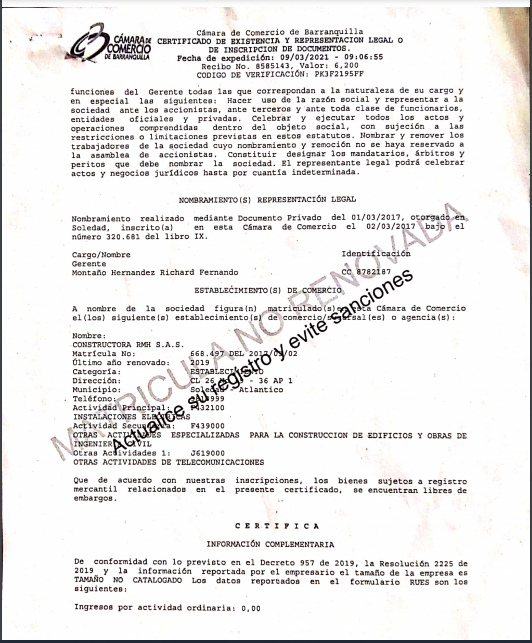 CÁMARA DE
COMERCIO
DE BARRANQUILLA
Cámara de Comercio de Barranquilla
CERTIFICADO DE EXISTENCIA Y REPRESENTACION LEGAL O
DE INSCRIPCION DE DOCUMENTOS.
Fecha de expedición: 09/03/2021 - 09:06:55
Recibo No. 8585143, Valor: 6,200
CODIGO DE VERIFICACIÓN: PK3F2195FF
funciones del Gerente todas las que correspondan a la naturaleza de su cargo y
en especial las siguientes: Hacer uso de la razón social y representar a la
sociedad ante los accionistas, ante terceros y ante toda clase de funcionarios,
entidades oficiales y privadas. Celebrar y ejecutar todos los actos y
operaciones comprendidas dentro del objeto social, con sujeción a las
restricciones o limitaciones previstas en estos estatutos. Nombrar y remover los
trabajadores de la sociedad cuyo nombramiento y remoción no se haya reservado a
la asamblea de accionistas. Constituir designar los mandatarios, árbitros y
peritos que debe nombrar la sociedad. El representante legal podrá celebrar
actos y negocios jurídicos hasta por cuantía indeterminada.
NOMBRAMIENTO(S) REPRESENTACIÓN LEGAL
Nombramiento realizado mediante Documento Privado del 01/03/2017, otorgado en
Soledad, inscrito(a) en esta Cámara de Comercio el 02/03/2017 bajo el
número 320.681 del libro IX.
Cargo/Nombre Identificación
Gerente
Montaño Hernandez Richard Fernando CC 8782187
ESTABLECIMIENTO(S) DE COMERCIO
A nombre de la sociedad figura(n) matriculado(s) en esta Cámara de Comercio
el(los) siguiente(s) establecimiento(s) de comercio/sucursal(es) o agencia(s):
Nombre:
CONSTRUCTORA RMH S.A.S.
Matrícula No: 668.497 DEL
Último año renovado: 2019
Categoría: ESTABLECIMIENTO
Dirección: CL 26 - 36 AP 1
Municipio: Soledad - Atlantico
Teléfono:
Actividad Principal: F432100
INSTALACIONES ELECTRICAS
Actividad Secundaria: F439000
OTRAS ACTIVIDADES ESPECIALIZADAS PARA LA CONSTRUCCION DE EDIFICIOS Y OBRAS DE
INGENIERIA CIVIL
Otras Actividades 1: J619000
OTRAS ACTIVIDADES DE TELECOMUNICACIONES
MATRICULA NO RENOVADA
Actualice su registro y evite sanciones
Que de acuerdo con nuestras inscripciones, los bienes sujetos a registro
mercantil relacionados en el presente certificado, se encuentran libres de
embargos.
C E R T I F I C A
INFORMACIÓN COMPLEMENTARIA
De conformidad con lo previsto en el Decreto 957 de 2019, la Resolución 2225 de
2019 y la información reportada por el empresario el tamaño de la empresa es
TAMAÑO NO CATALOGADO Los datos reportados en el formulario RUES son los
siguientes:
Ingresos por actividad ordinaria: 0,00